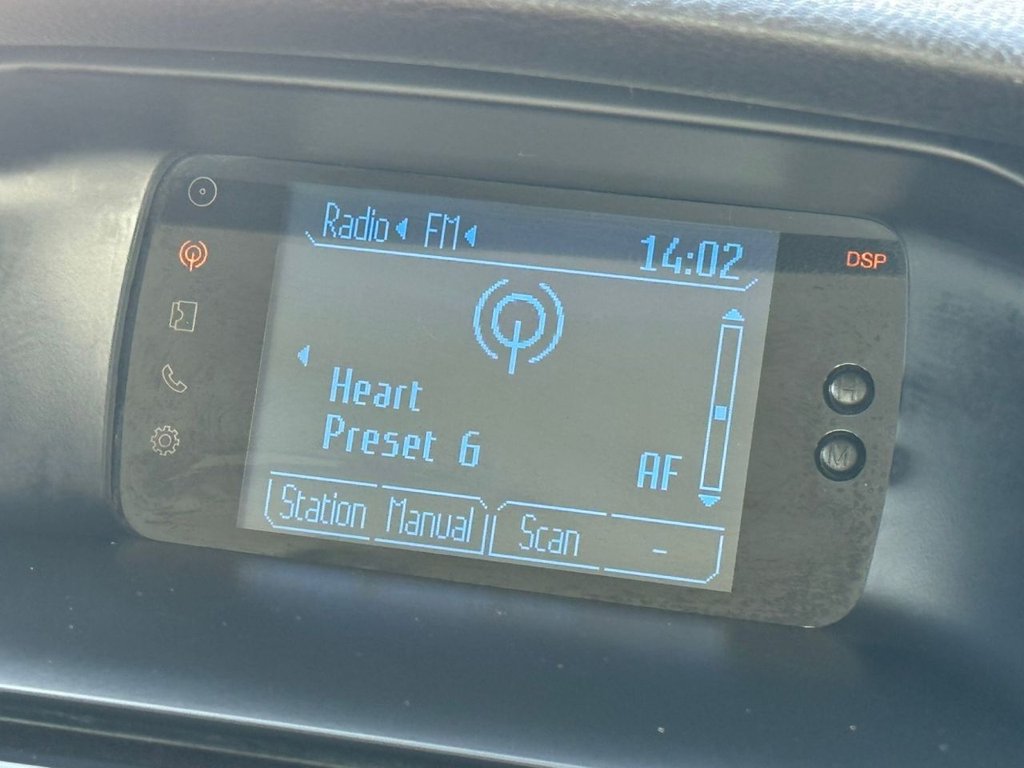 Radio FM
14:02
DSP
Heart
Preset 6
AF
H
M
Station Manual Scan -